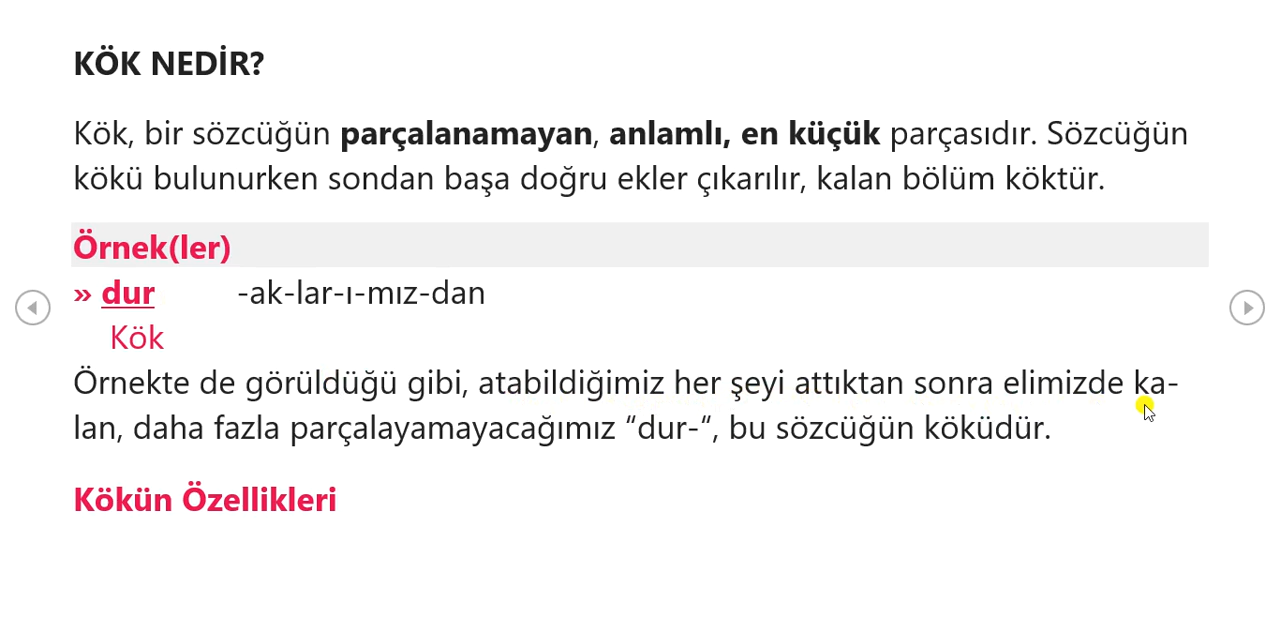 KÖK NEDİR?
Kök, bir sözcüğün parçalanamayan, anlamlı, en küçük parçasıdır. Sözcüğün
kökü bulunurken sondan başa doğru ekler çıkarılır, kalan bölüm köktür.
Örnek(ler)
» dur -ak-lar-ı-mız-dan
Kök
Örnekte de görüldüğü gibi, atabildiğimiz her şeyi attıktan sonra elimizde ka-
lan, daha fazla parçalayamayacağımız “dur-“, bu sözcüğün köküdür.
Kökün Özellikleri